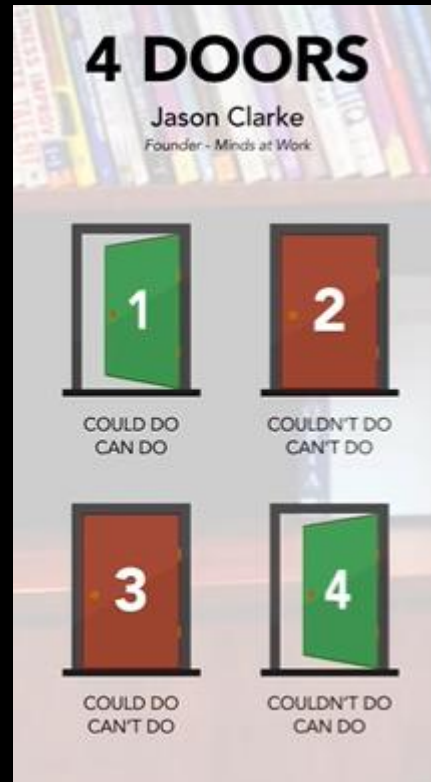 4 DOORS
Jason Clarke
Founder - Minds at Work
1
2
COULD DO
CAN DO
COULDN'T DO
CAN'T DO
3
4
COULD DO
CAN'T DO
COULDN'T DO
CAN DO